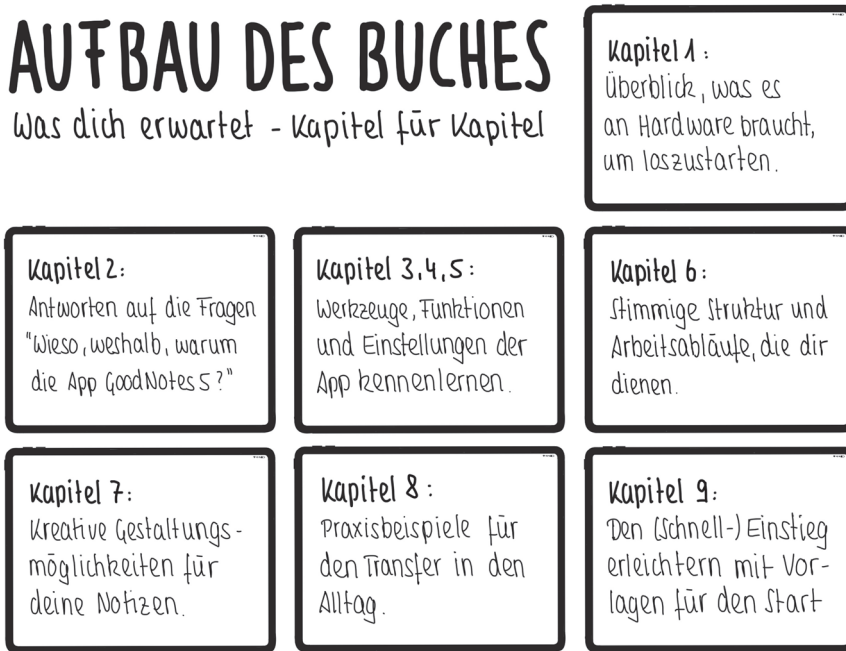 AUFBAU DES BUCHES
Was dich erwartet - Kapitel für Kapitel
Kapitel 1:
Überblick, was es
an Hardware braucht,
um loszustarten.
Kapitel 2:
Antworten auf die Fragen
"Wieso, weshalb, warum
die App GoodNotes 5?"
Kapitel 3,4,5:
Werkzeuge, Funktionen
und Einstellungen der
App kennenlernen.
Kapitel 6:
Stimmige Struktur und
Arbeitsabläufe, die dir
dienen.
Kapitel 7:
Kreative Gestaltungs-
möglichkeiten für
deine Notizen.
Kapitel 8:
Praxisbeispiele für
den Transfer in den
Alltag.
Kapitel 9:
Den (Schnell-) Einstieg
erleichtern mit Vor-
lagen für den Start